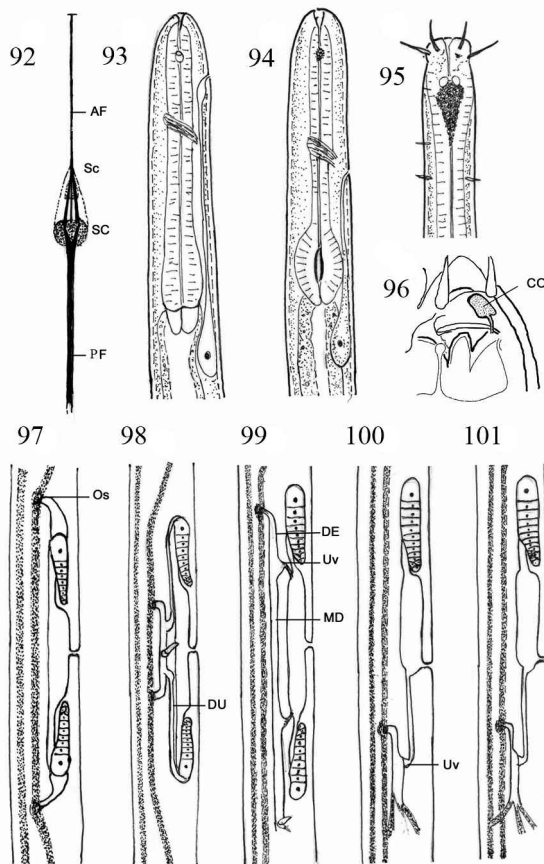 92 93 94 95
AF
Sc
SC
96
CC
PF
97 98 99 100 101
Os
DE
Uv
MD
DU
Uv